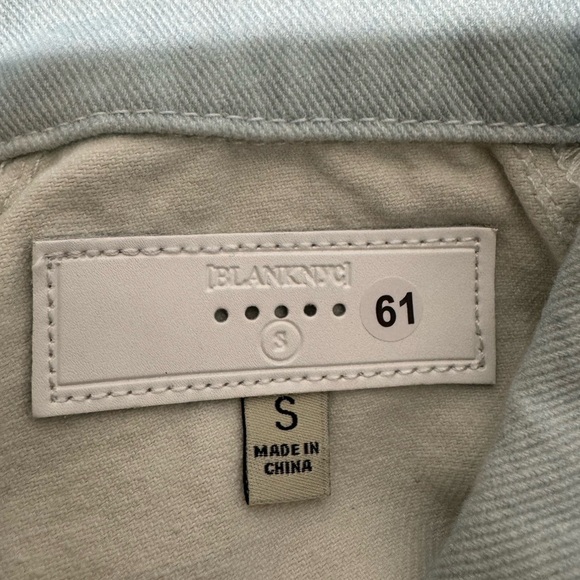 [BLANKNYC]
61
S
S
MADE IN
CHINA